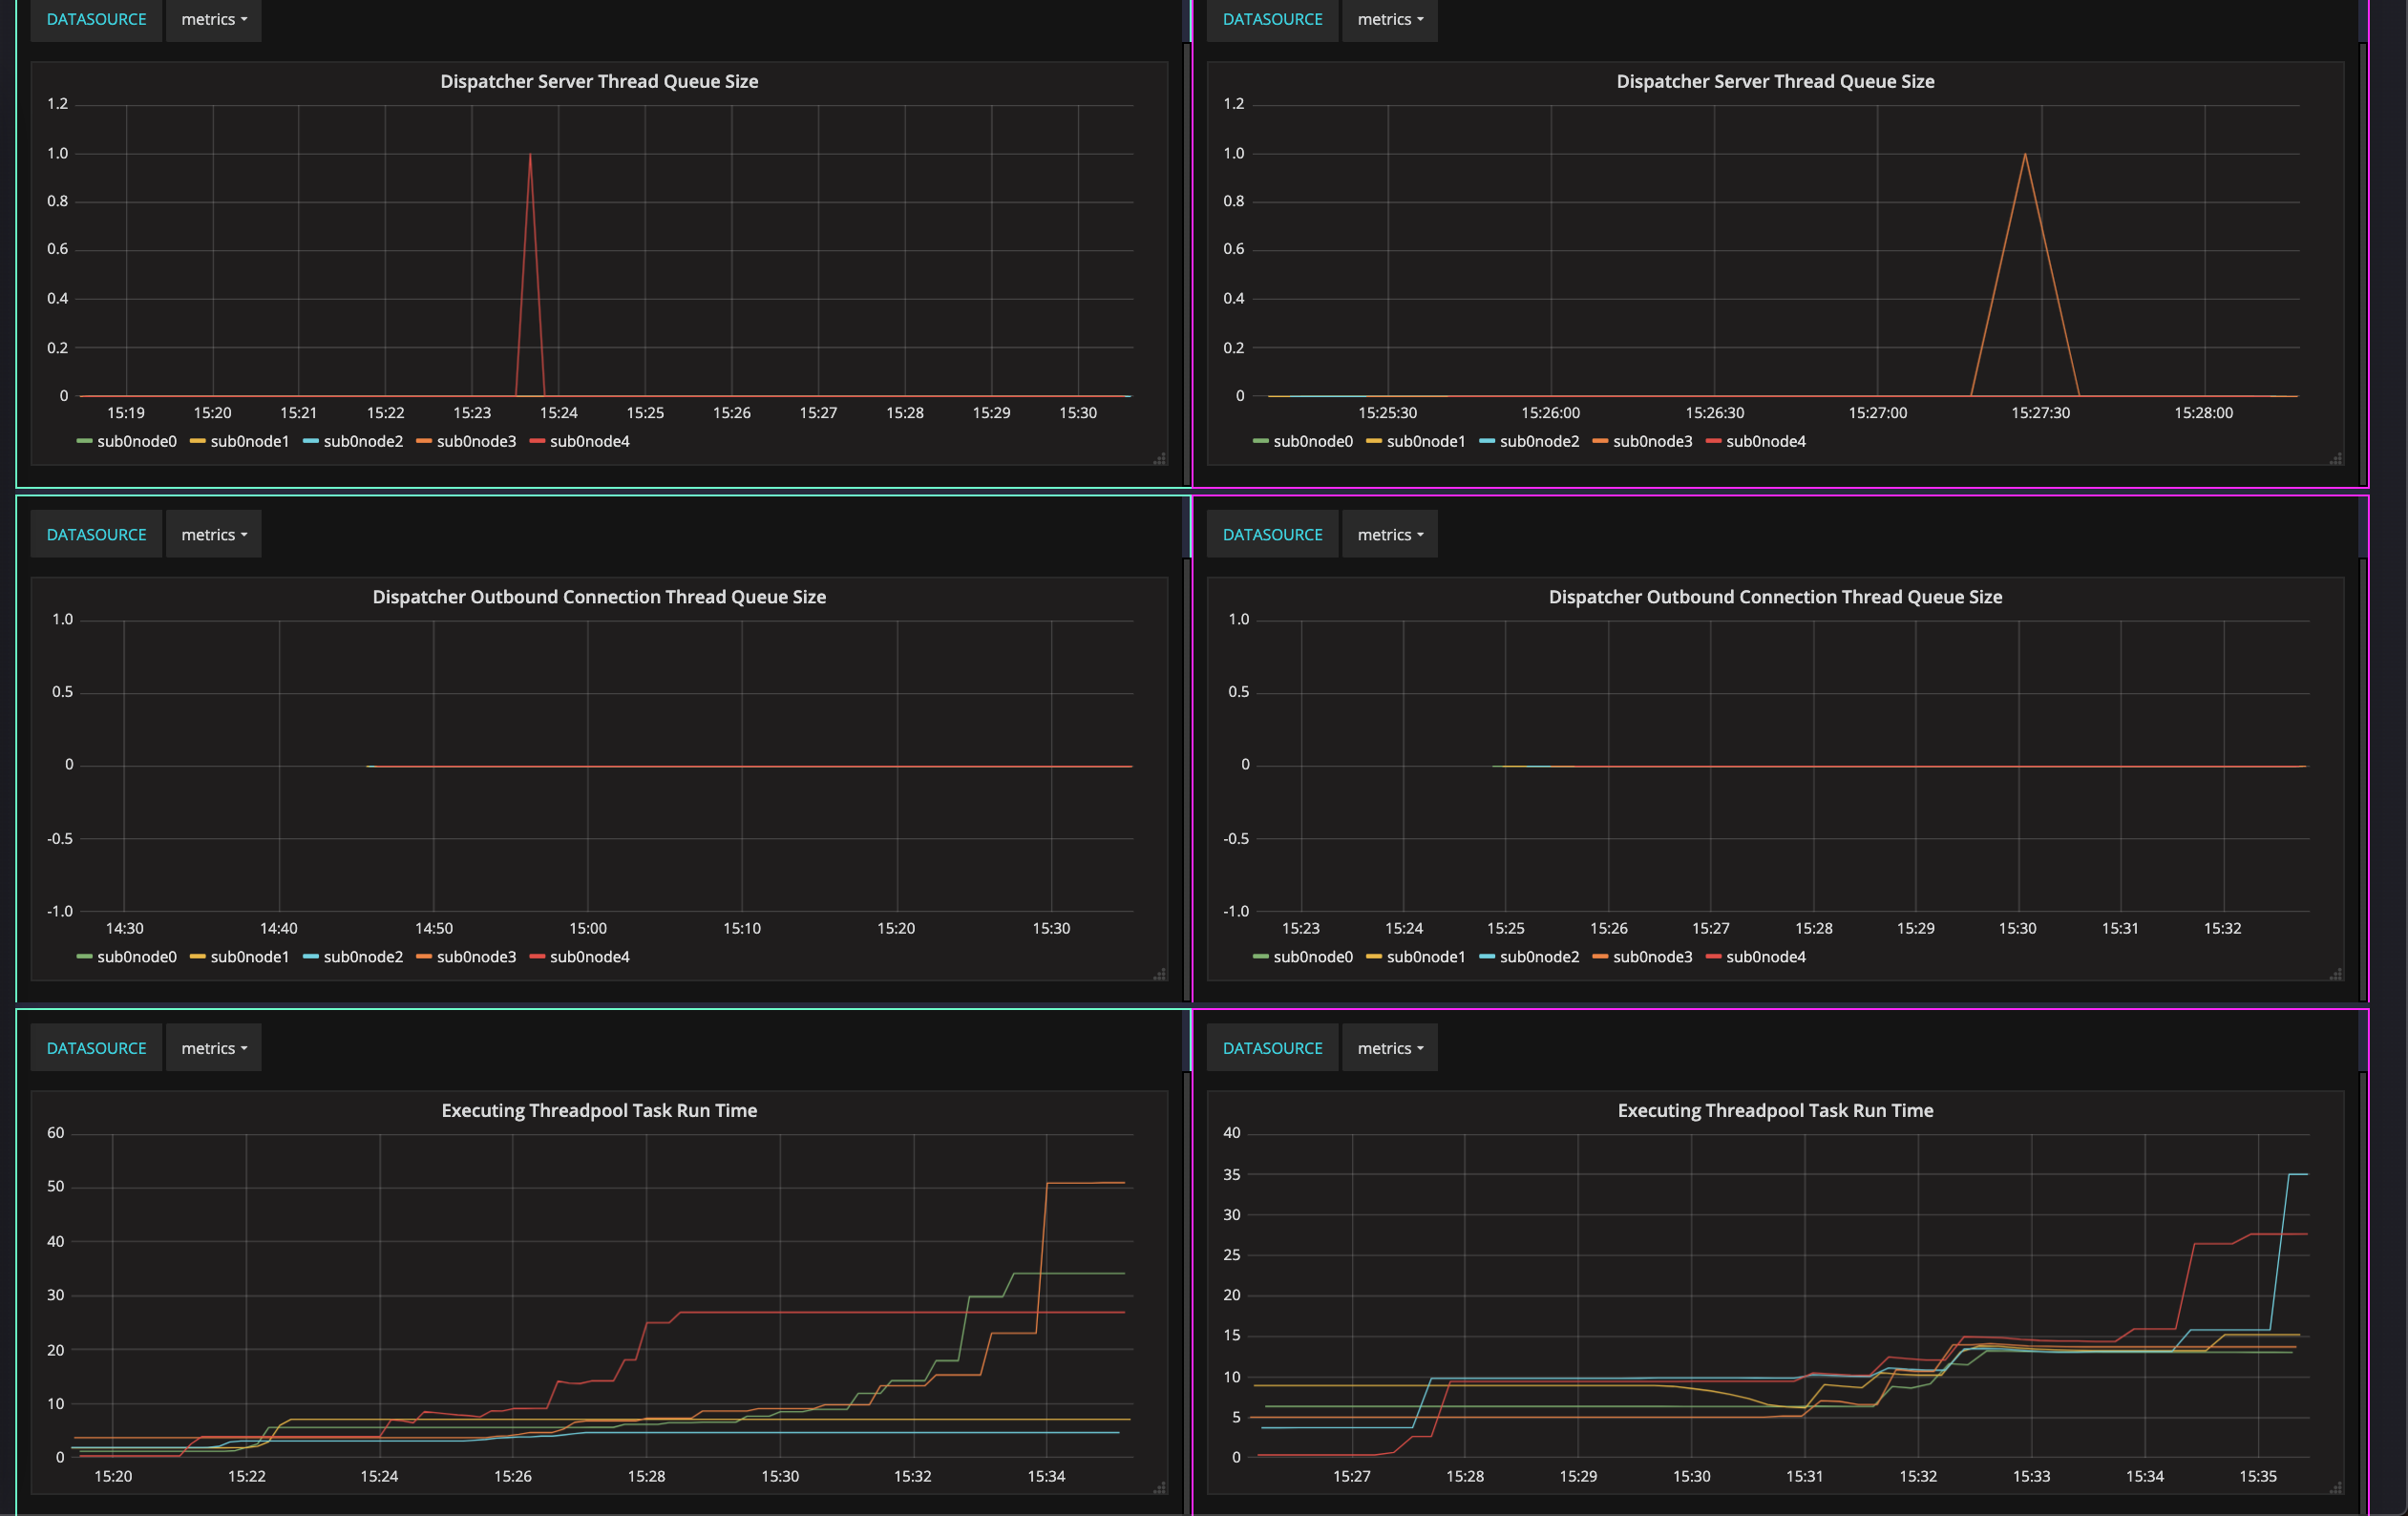 DATASOURCE metrics
Dispatcher Server Thread Queue Size
1.2
1.0
0.8
0.6
0.4
0.2
0
15:19 15:20 15:21 15:22 15:23 15:24 15:25 15:26 15:27 15:28 15:29 15:30
sub0node0 sub0node1 sub0node2 sub0node3 sub0node4
DATASOURCE metrics
Dispatcher Server Thread Queue Size
1.2
1.0
0.8
0.6
0.4
0.2
0
15:25:30 15:26:00 15:26:30 15:27:00 15:27:30 15:28:00
sub0node0 sub0node1 sub0node2 sub0node3 sub0node4
DATASOURCE metrics
Dispatcher Outbound Connection Thread Queue Size
1.0
0.5
0
-0.5
-1.0
14:30 14:40 14:50 15:00 15:10 15:20 15:30
sub0node0 sub0node1 sub0node2 sub0node3 sub0node4
DATASOURCE metrics
Dispatcher Outbound Connection Thread Queue Size
1.0
0.5
0
-0.5
-1.0
15:23 15:24 15:25 15:26 15:27 15:28 15:29 15:30 15:31 15:32
sub0node0 sub0node1 sub0node2 sub0node3 sub0node4
DATASOURCE metrics
Executing Threadpool Task Run Time
60
50
40
30
20
10
0
15:20 15:22 15:24 15:26 15:28 15:30 15:32 15:34
DATASOURCE metrics
Executing Threadpool Task Run Time
40
35
30
25
20
15
10
5
0
15:27 15:28 15:29 15:30 15:31 15:32 15:33 15:34 15:35